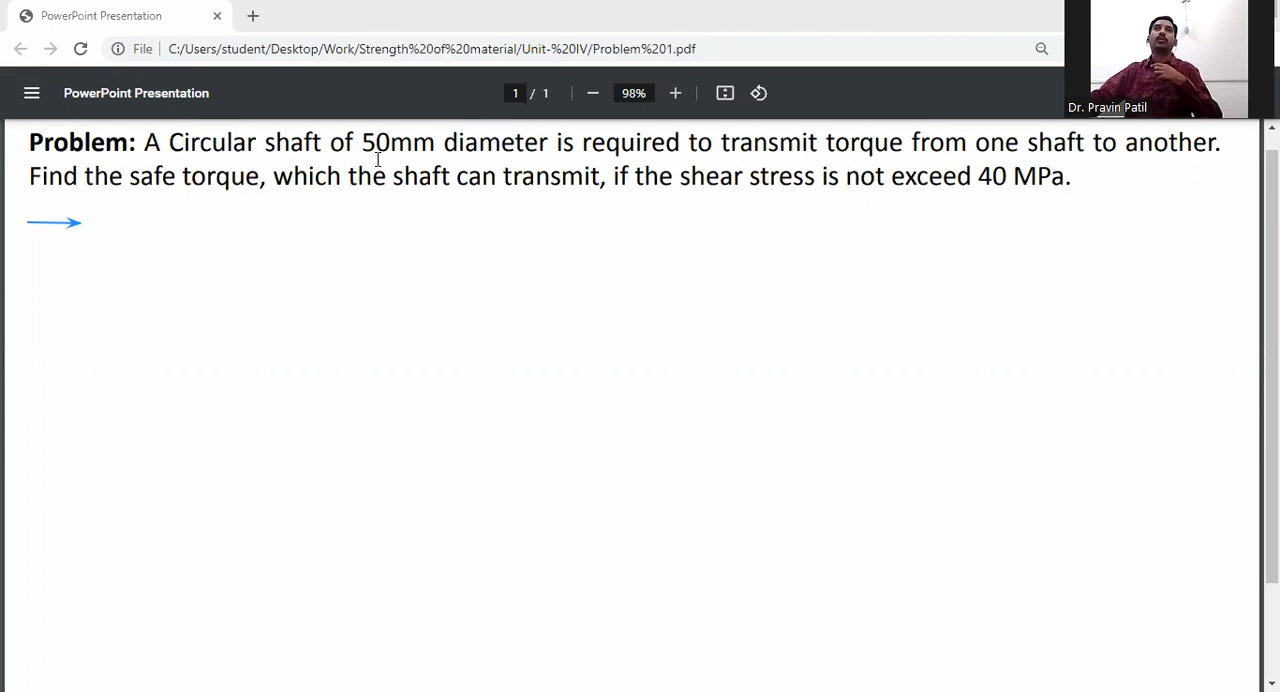 PowerPoint Presentation
File
C:/Users/student/Desktop/Work/Strength%20of%20material/Unit-%20IV/Problem%201.pdf
PowerPoint Presentation
1 / 1
98%
Dr. Pravin Patil
Problem: A Circular shaft of 50mm diameter is required to transmit torque from one shaft to another.
Find the safe torque, which the shaft can transmit, if the shear stress is not exceed 40 MPa.